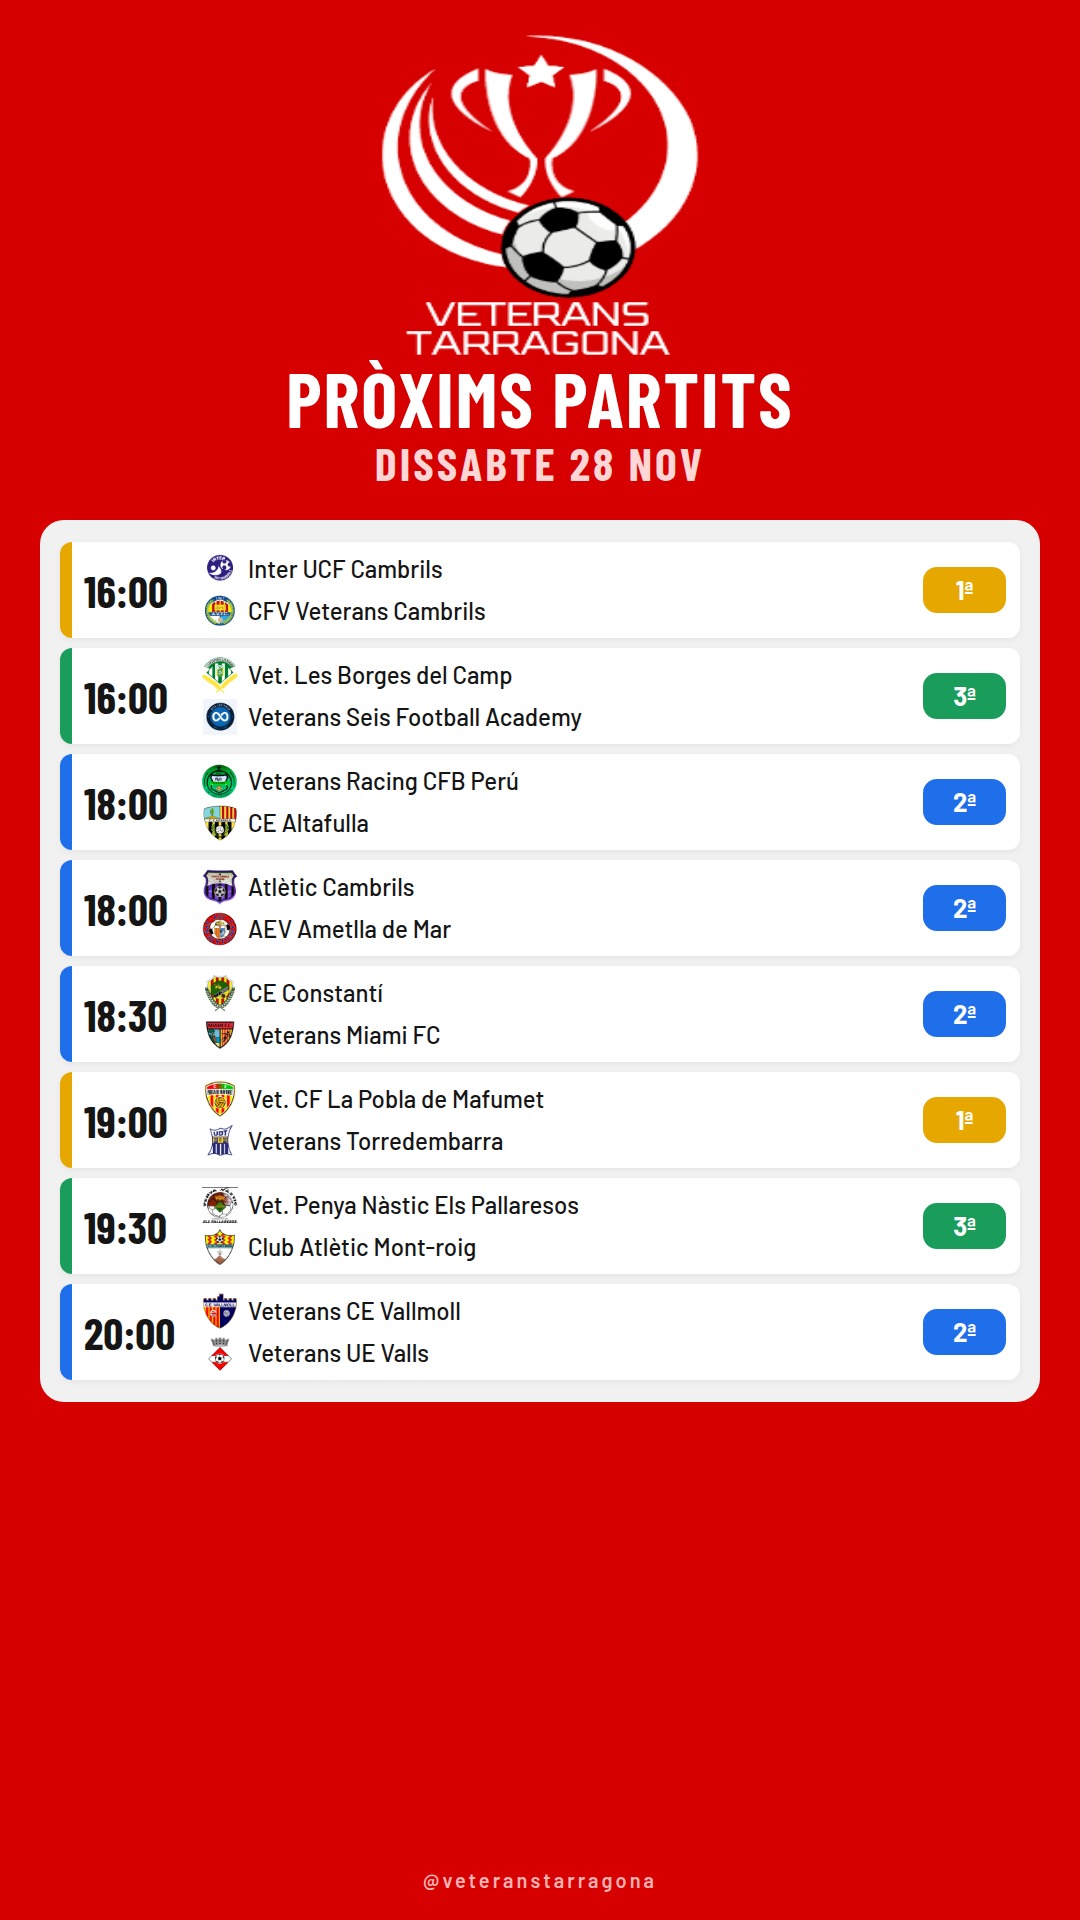 VETERANS
TARRAGONA
PRÒXIMS PARTITS
DISSABTE 28 NOV
16:00
Inter UCF Cambrils
CFV Veterans Cambrils
1ª
16:00
Vet. Les Borges del Camp
Veterans Seis Football Academy
3ª
18:00
Veterans Racing CFB Perú
CE Altafulla
2ª
18:00
Atlètic Cambrils
AEV Ametlla de Mar
2ª
18:30
CE Constantí
Veterans Miami FC
2ª
19:00
Vet. CF La Pobla de Mafumet
Veterans Torredembarra
1ª
19:30
Vet. Penya Nàstic Els Pallaresos
Club Atlètic Mont-roig
3ª
20:00
Veterans CE Vallmoll
Veterans UE Valls
2ª
@veteranstarragona